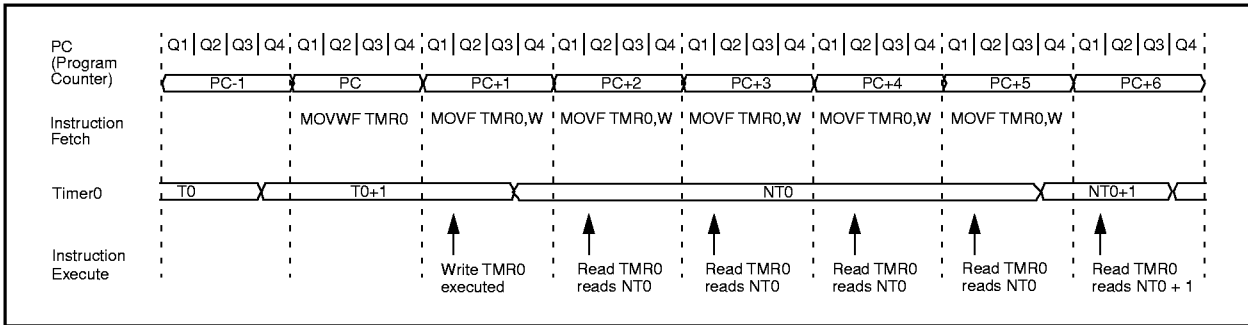 PC
(Program
Counter)
Q1 Q2 Q3 Q4 Q1 Q2 Q3 Q4 Q1 Q2 Q3 Q4 Q1 Q2 Q3 Q4 Q1 Q2 Q3 Q4 Q1 Q2 Q3 Q4 Q1 Q2 Q3 Q4 Q1 Q2 Q3 Q4
PC-1 PC PC+1 PC+2 PC+3 PC+4 PC+5 PC+6
Instruction
Fetch
MOVWF TMR0 MOVF TMR0,W MOVF TMR0,W MOVF TMR0,W MOVF TMR0,W MOVF TMR0,W
Timer0
T0 T0+1 NT0 NT0+1
Instruction
Execute
Write TMR0
executed
Read TMR0
reads NT0
Read TMR0
reads NT0
Read TMR0
reads NT0
Read TMR0
reads NT0
Read TMR0
reads NT0 + 1